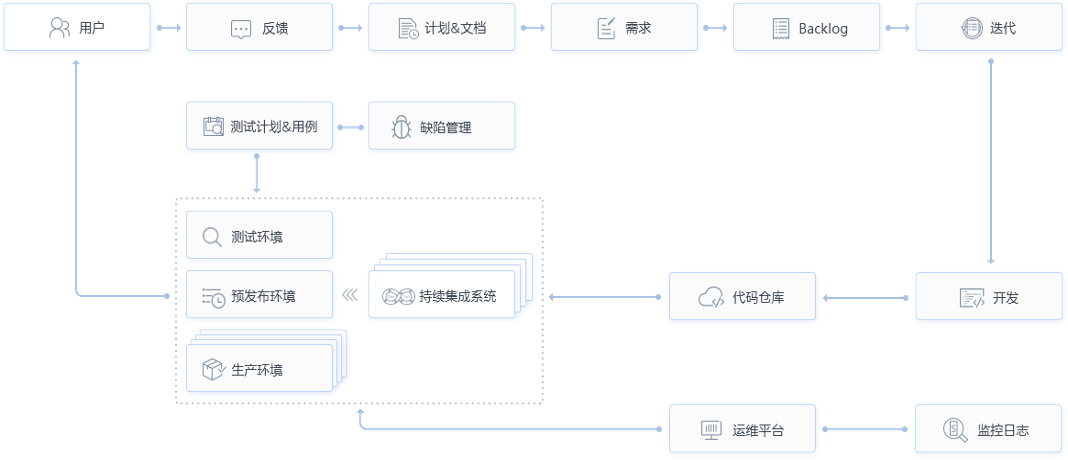 用户
反馈
计划&文档
需求
Backlog
迭代
测试计划&用例
缺陷管理
测试环境
预发布环境
持续集成系统
代码仓库
开发
生产环境
运维平台
监控日志